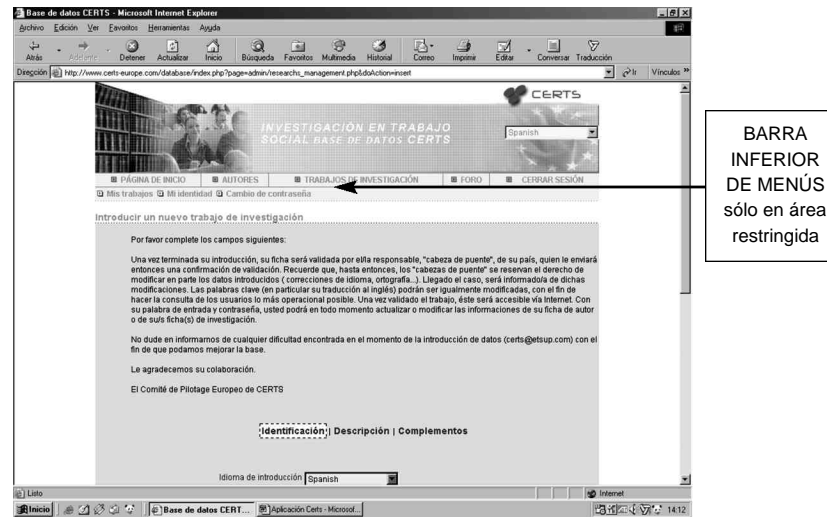 Base de datos CERTS - Microsoft Internet Explorer
Archivo Edición Ver Favoritos Herramientas Ayuda
Atrás Adelante Detener Actualizar Inicio Búsqueda Favoritos Multimedia Historial Correo Imprimir Editar Conversar Traducción
Dirección http://www.certs-europe.com/database/index.php?page=admin/researchs_management.php&doAction=insert Ir Vínculos »
CERTS
INVESTIGACIÓN EN TRABAJO
SOCIAL BASE DE DATOS CERTS
Spanish
PÁGINA DE INICIO AUTORES TRABAJOS DE INVESTIGACIÓN FORO CERRAR SESIÓN
Mis trabajos Mi identidad Cambio de contraseña
Introducir un nuevo trabajo de investigación
Por favor complete los campos siguientes:
Una vez terminada su introducción, su ficha será validada por el/la responsable, "cabeza de puente", de su país, quien le enviará
entonces una confirmación de validación. Recuerde que, hasta entonces, los "cabezas de puente" se reservan el derecho de
modificar en parte los datos introducidos ( correcciones de idioma, ortografía...). Llegado el caso, será informado/a de dichas
modificaciones. Las palabras clave (en particular su traducción al inglés) podrán ser igualmente modificadas, con el fin de
hacer la consulta de los usuarios lo más operacional posible. Una vez validado el trabajo, éste será accesible vía Internet. Con
su palabra de entrada y contraseña, usted podrá en todo momento actualizar o modificar las informaciones de su ficha de autor
o de su/s ficha(s) de investigación.
No dude en informarnos de cualquier dificultad encontrada en el momento de la introducción de datos (certs@etsup.com) con el
fin de que podamos mejorar la base.
Le agradecemos su colaboración.
El Comité de Pilotage Europeo de CERTS
Identificación | Descripción | Complementos
Idioma de introducción Spanish
Listo Internet
Inicio Base de datos CERT... Aplicación Certs - Microsof... 14:12
BARRA
INFERIOR
DE MENÚS
sólo en área
restringida